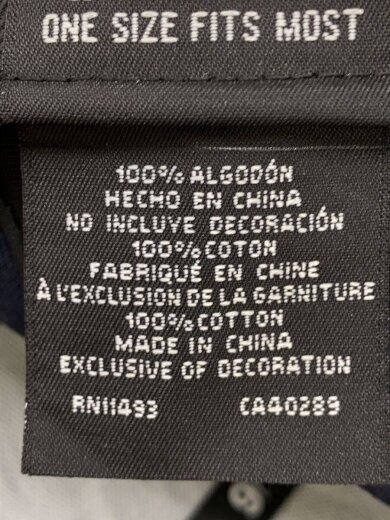 ONE SIZE FITS MOST
100% ALGODÓN
HECHO EN CHINA
NO INCLUYE DECORACIÓN
100% COTON
FABRIQUÉ EN CHINE
À L'EXCLUSION DE LA GARNITURE
100% COTTON
MADE IN CHINA
EXCLUSIVE OF DECORATION
RN11493 CA40289